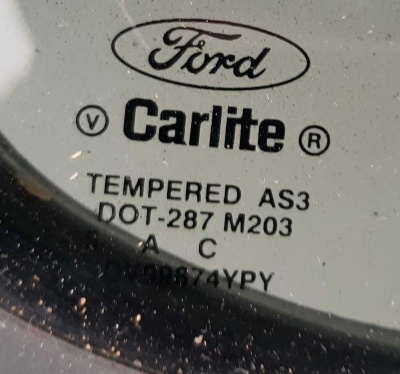 Ford
V Carlite ®
TEMPERED AS3
DOT-287 M203
A C